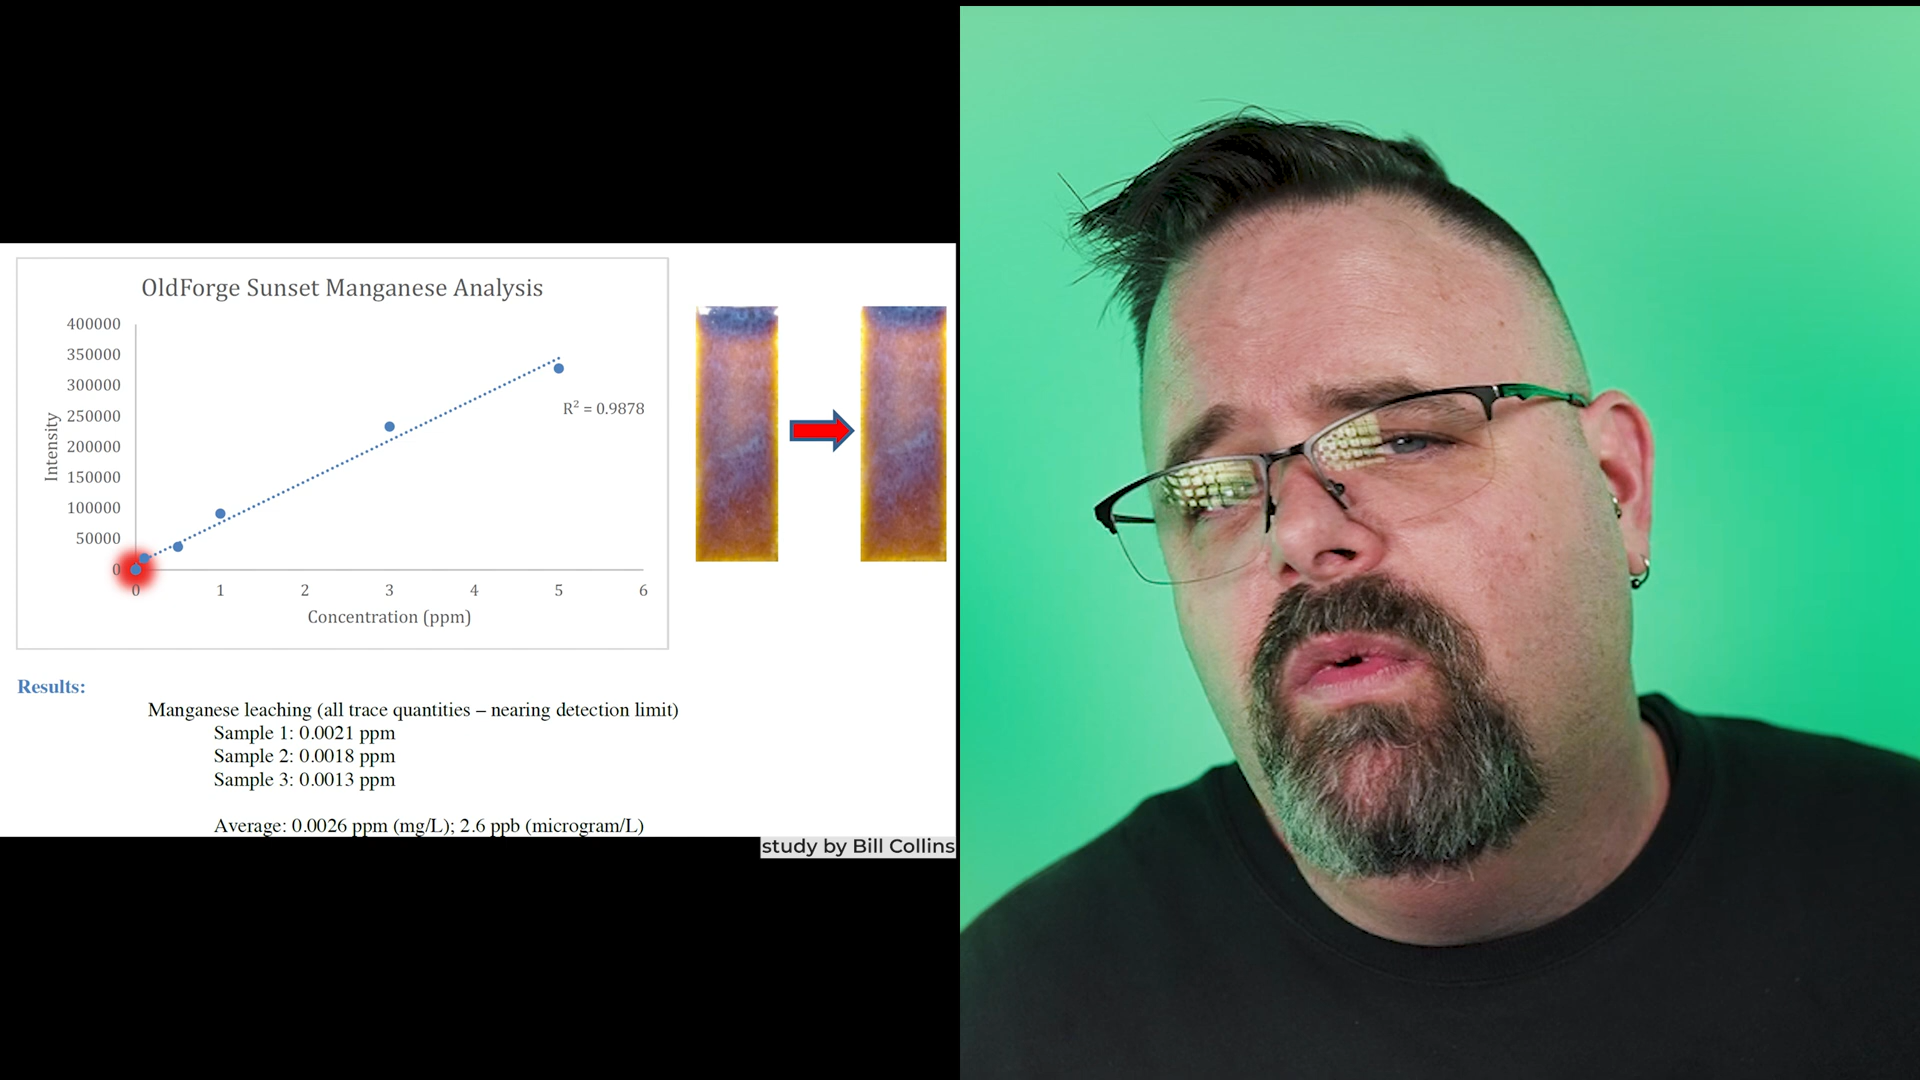 OldForge Sunset Manganese Analysis
400000
350000
300000
250000
200000
150000
100000
50000
0
Intensity
R² = 0.9878
0 1 2 3 4 5 6
Concentration (ppm)
Results:
Manganese leaching (all trace quantities – nearing detection limit)
Sample 1: 0.0021 ppm
Sample 2: 0.0018 ppm
Sample 3: 0.0013 ppm
Average: 0.0026 ppm (mg/L); 2.6 ppb (microgram/L)
study by Bill Collins